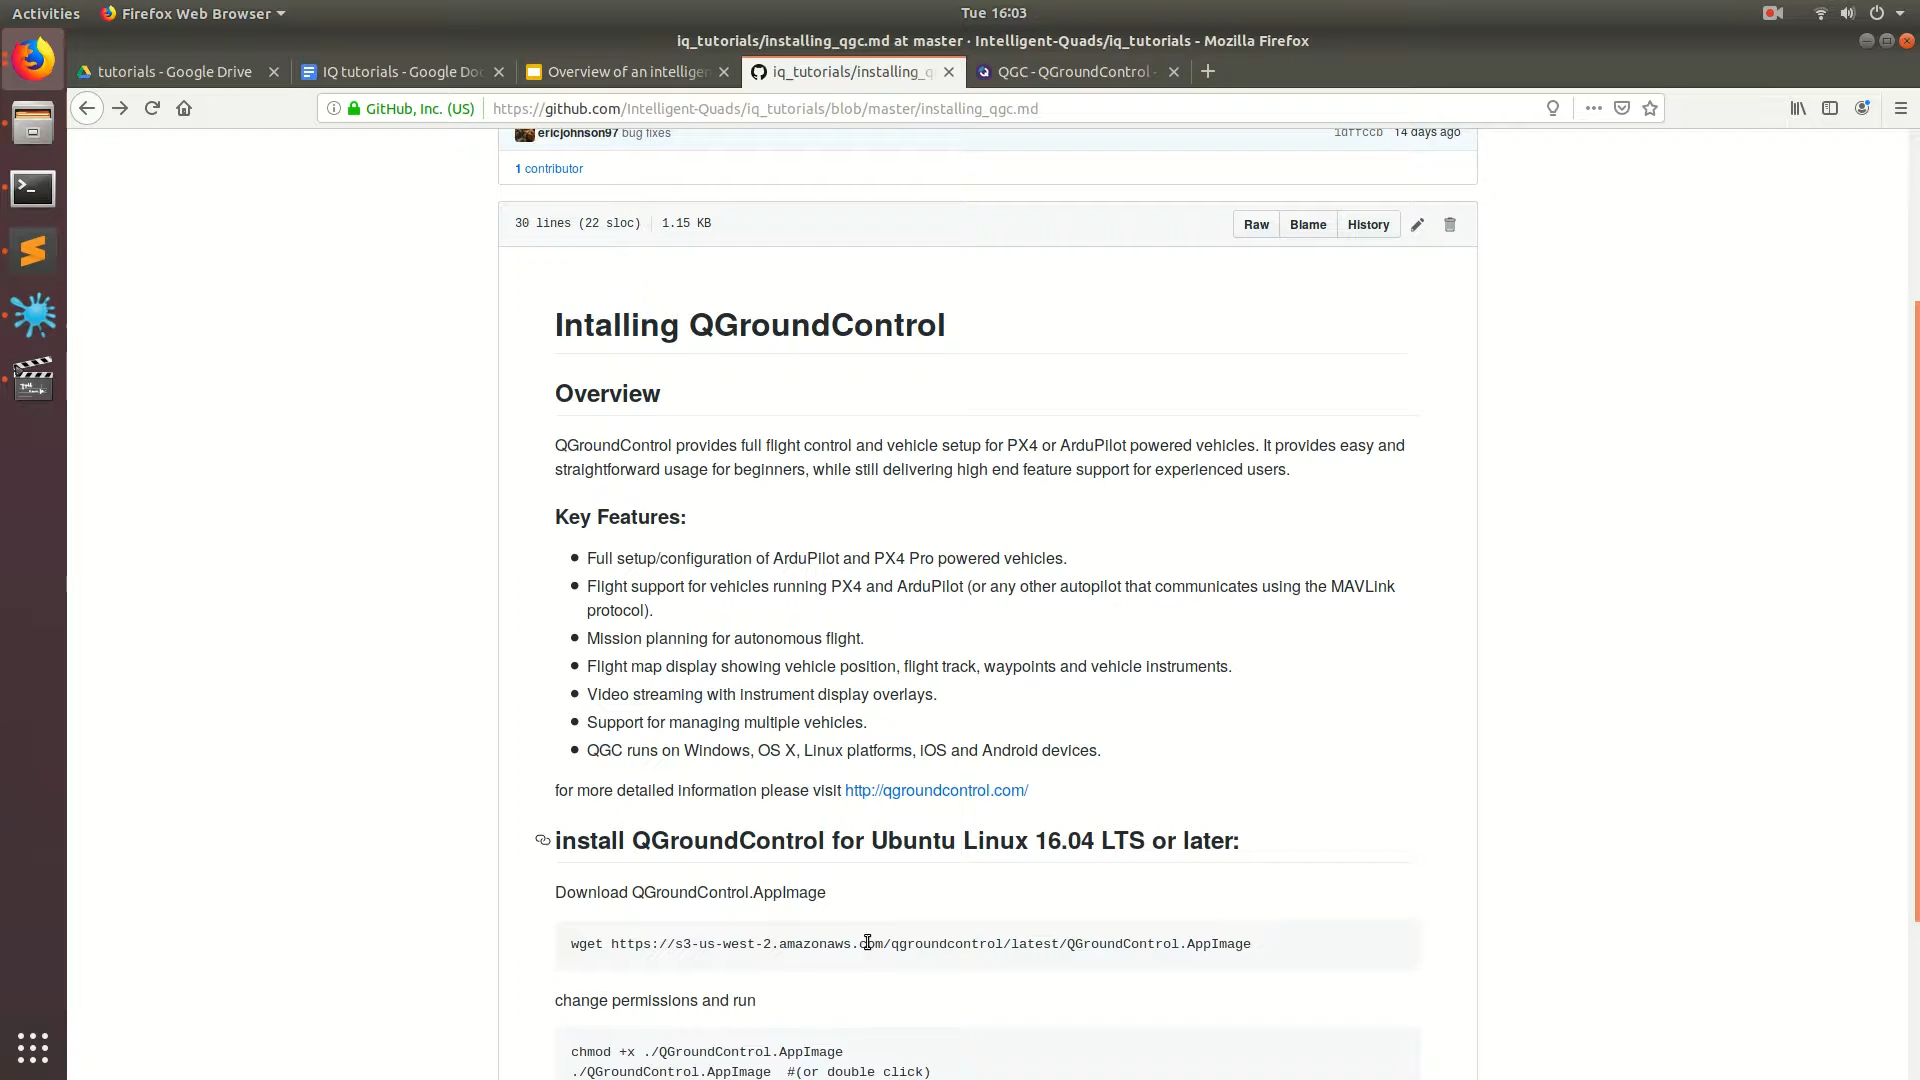 Activities
Firefox Web Browser
Tue 16:03
iq_tutorials/installing_qgc.md at master · Intelligent-Quads/iq_tutorials - Mozilla Firefox
tutorials - Google Drive
IQ tutorials - Google Doc
Overview of an intelligen
iq_tutorials/installing_q
QGC - QGroundControl -
GitHub, Inc. (US)
https://github.com/Intelligent-Quads/iq_tutorials/blob/master/installing_qgc.md
ericjohnson97 bug fixes
1dffccb 14 days ago
1 contributor
30 lines (22 sloc) 1.15 KB
Raw Blame History
Intalling QGroundControl
Overview
QGroundControl provides full flight control and vehicle setup for PX4 or ArduPilot powered vehicles. It provides easy and
straightforward usage for beginners, while still delivering high end feature support for experienced users.
Key Features:
Full setup/configuration of ArduPilot and PX4 Pro powered vehicles.
Flight support for vehicles running PX4 and ArduPilot (or any other autopilot that communicates using the MAVLink
protocol).
Mission planning for autonomous flight.
Flight map display showing vehicle position, flight track, waypoints and vehicle instruments.
Video streaming with instrument display overlays.
Support for managing multiple vehicles.
QGC runs on Windows, OS X, Linux platforms, iOS and Android devices.
for more detailed information please visit http://qgroundcontrol.com/
install QGroundControl for Ubuntu Linux 16.04 LTS or later:
Download QGroundControl.AppImage
wget https://s3-us-west-2.amazonaws.com/qgroundcontrol/latest/QGroundControl.AppImage
change permissions and run
chmod +x ./QGroundControl.AppImage
./QGroundControl.AppImage #(or double click)